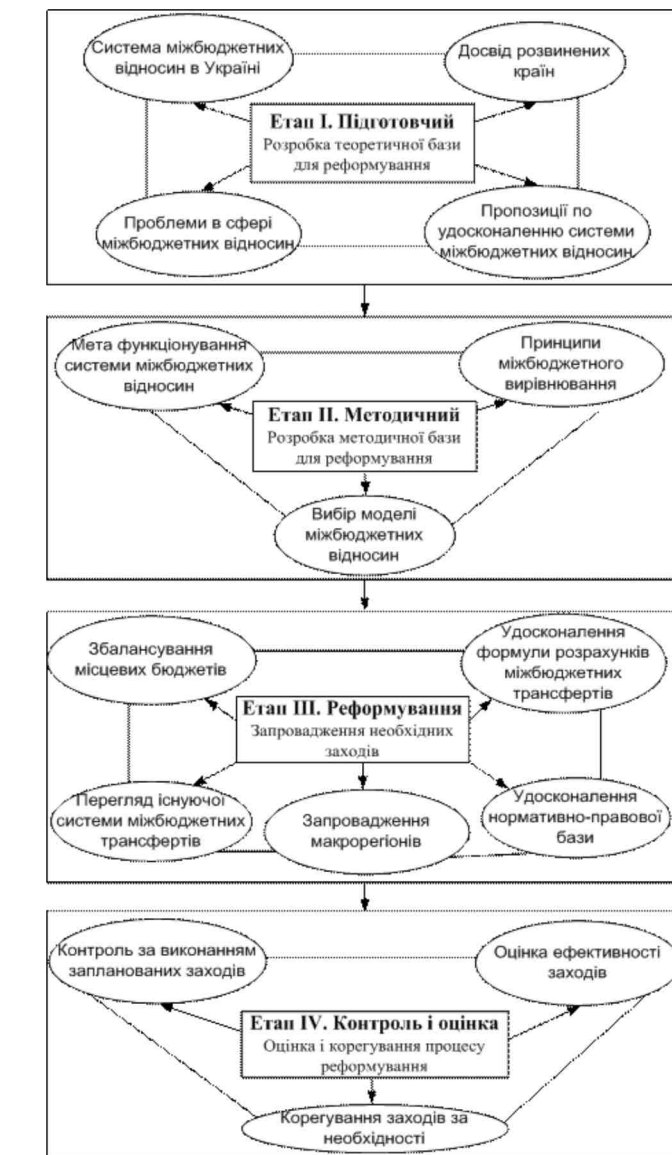 Система міжбюджетних
відносин в Україні
Досвід розвинених
країн
Етап I. Підготовчий
Розробка теоретичної бази
для реформування
Проблеми в сфері
міжбюджетних відносин
Пропозиції по
удосконаленню системи
міжбюджетних відносин
Мета функціонування
системи міжбюджетних
відносин
Принципи
міжбюджетного
вирівнювання
Етап II. Методичний
Розробка методичної бази
для реформування
Вибір моделі
міжбюджетних
відносин
Збалансування
місцевих бюджетів
Удосконалення
формули розрахунків
міжбюджетних
трансфертів
Етап III. Реформування
Запровадження необхідних
заходів
Перегляд існуючої
системи міжбюджетних
трансфертів
Запровадження
макрорегіонів
Удосконалення
нормативно-правової
бази
Контроль за виконанням
запланованих заходів
Оцінка ефективності
заходів
Етап IV. Контроль і оцінка
Оцінка і корегування процесу
реформування
Корегування заходів за
необхідності